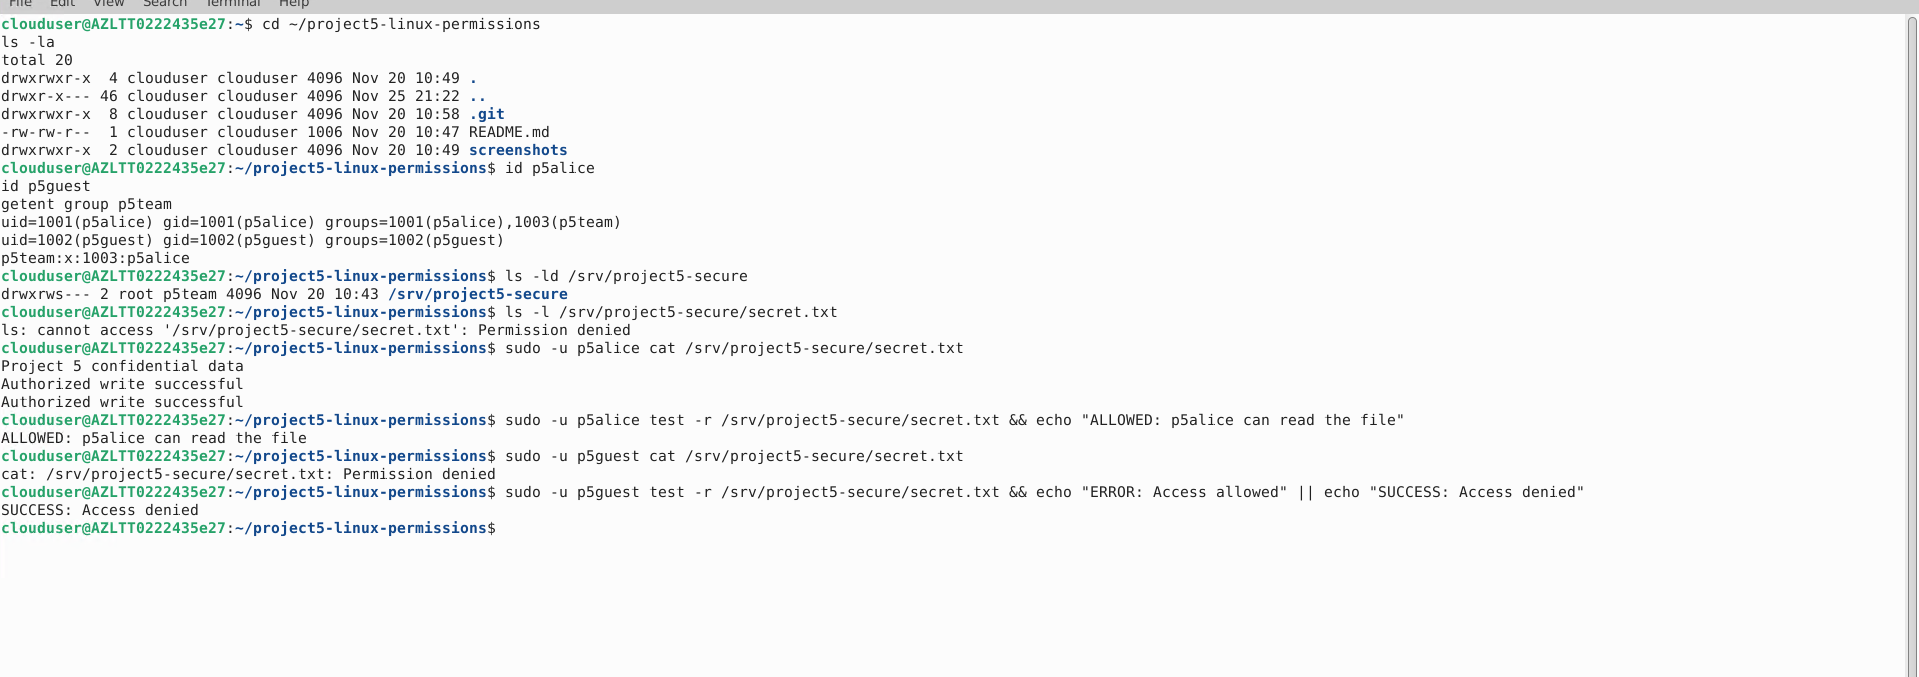 File Edit View Search Terminal Help
clouduser@AZLTT0222435e27:~$ cd ~/project5-linux-permissions
ls -la
total 20
drwxrwxr-x  4 clouduser clouduser 4096 Nov 20 10:49 .
drwxr-x--- 46 clouduser clouduser 4096 Nov 25 21:22 ..
drwxrwxr-x  8 clouduser clouduser 4096 Nov 20 10:58 .git
-rw-rw-r--  1 clouduser clouduser 1006 Nov 20 10:47 README.md
drwxrwxr-x  2 clouduser clouduser 4096 Nov 20 10:49 screenshots
clouduser@AZLTT0222435e27:~/project5-linux-permissions$ id p5alice
id p5guest
getent group p5team
uid=1001(p5alice) gid=1001(p5alice) groups=1001(p5alice),1003(p5team)
uid=1002(p5guest) gid=1002(p5guest) groups=1002(p5guest)
p5team:x:1003:p5alice
clouduser@AZLTT0222435e27:~/project5-linux-permissions$ ls -ld /srv/project5-secure
drwxrws--- 2 root p5team 4096 Nov 20 10:43 /srv/project5-secure
clouduser@AZLTT0222435e27:~/project5-linux-permissions$ ls -l /srv/project5-secure/secret.txt
ls: cannot access '/srv/project5-secure/secret.txt': Permission denied
clouduser@AZLTT0222435e27:~/project5-linux-permissions$ sudo -u p5alice cat /srv/project5-secure/secret.txt
Project 5 confidential data
Authorized write successful
Authorized write successful
clouduser@AZLTT0222435e27:~/project5-linux-permissions$ sudo -u p5alice test -r /srv/project5-secure/secret.txt && echo "ALLOWED: p5alice can read the file"
ALLOWED: p5alice can read the file
clouduser@AZLTT0222435e27:~/project5-linux-permissions$ sudo -u p5guest cat /srv/project5-secure/secret.txt
cat: /srv/project5-secure/secret.txt: Permission denied
clouduser@AZLTT0222435e27:~/project5-linux-permissions$ sudo -u p5guest test -r /srv/project5-secure/secret.txt && echo "ERROR: Access allowed" || echo "SUCCESS: Access denied"
SUCCESS: Access denied
clouduser@AZLTT0222435e27:~/project5-linux-permissions$